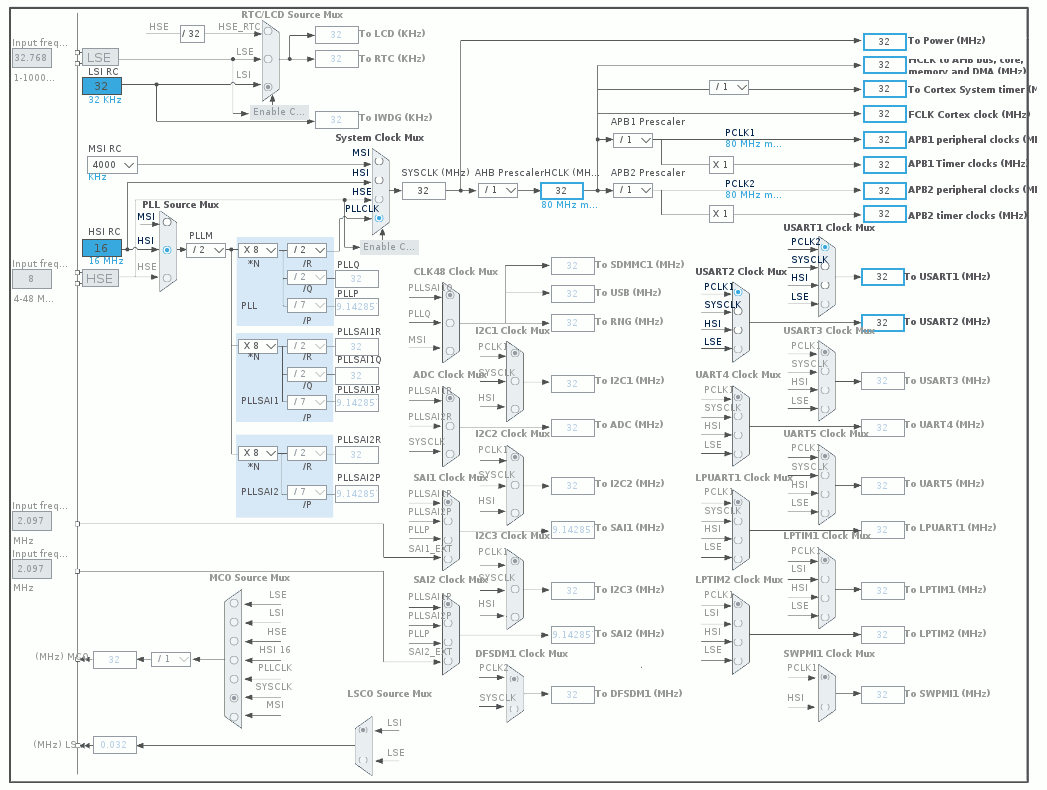 RTC/LCD Source Mux
HSE
/ 32
HSE_RTC
32
To LCD (KHz)
Input freq...
32.768
1-1000...
LSE
LSE
32
To RTC (KHz)
LSI RC
32
32 KHz
LSI
Enable C...
32
To IWDG (KHz)
32
To Power (MHz)
32
HCLK to AHB bus, core,
memory and DMA (MHz)
/ 1
32
To Cortex System timer (M
32
FCLK Cortex clock (MHz)
APB1 Prescaler
/ 1
PCLK1
80 MHz m...
32
APB1 peripheral clocks (MH
X 1
32
APB1 Timer clocks (MHz)
APB2 Prescaler
/ 1
PCLK2
80 MHz m...
32
APB2 peripheral clocks (MH
X 1
32
APB2 timer clocks (MHz)
System Clock Mux
MSI RC
4000
KHz
MSI
HSI
HSE
PLLCLK
SYSCLK (MHz)
32
AHB Prescaler
/ 1
HCLK (MH...
32
80 MHz m...
Enable C...
PLL Source Mux
MSI
HSI RC
16
16 MHz
HSI
HSE
Input freq...
8
4-48 M...
HSE
PLLM
/ 2
X 8
*N
/ 2
/R
PLLQ
/ 2
32
/Q
PLLP
PLL
/ 7
9.14285
/P
PLLSAI1R
X 8
*N
/ 2
32
/R
PLLSAI1Q
/ 2
32
/Q
PLLSAI1P
PLLSAI1
/ 7
9.14285
/P
PLLSAI2R
X 8
*N
/ 2
32
/R
PLLSAI2P
PLLSAI2
/ 7
9.14285
/P
Input freq...
2.097
MHz
Input freq...
2.097
MHz
CLK48 Clock Mux
PLLSAI1Q
PLLQ
MSI
32
To SDMMC1 (MHz)
32
To USB (MHz)
32
To RNG (MHz)
I2C1 Clock Mux
PCLK1
SYSCLK
HSI
32
To I2C1 (MHz)
ADC Clock Mux
PLLSAI1R
PLLSAI2R
SYSCLK
32
To ADC (MHz)
I2C2 Clock Mux
PCLK1
SYSCLK
HSI
32
To I2C2 (MHz)
SAI1 Clock Mux
PLLSAI1P
PLLSAI2P
PLLP
SAI1_EXT
9.14285
To SAI1 (MHz)
I2C3 Clock Mux
PCLK1
SYSCLK
HSI
32
To I2C3 (MHz)
SAI2 Clock Mux
PLLSAI1P
PLLSAI2P
PLLP
SAI2_EXT
9.14285
To SAI2 (MHz)
DFSDM1 Clock Mux
PCLK2
SYSCLK
32
To DFSDM1 (MHz)
USART1 Clock Mux
PCLK2
SYSCLK
HSI
LSE
32
To USART1 (MHz)
USART2 Clock Mux
PCLK1
SYSCLK
HSI
LSE
32
To USART2 (MHz)
USART3 Clock Mux
PCLK1
SYSCLK
HSI
LSE
32
To USART3 (MHz)
UART4 Clock Mux
PCLK1
SYSCLK
HSI
LSE
32
To UART4 (MHz)
UART5 Clock Mux
PCLK1
SYSCLK
HSI
LSE
32
To UART5 (MHz)
LPUART1 Clock Mux
PCLK1
SYSCLK
HSI
LSE
32
To LPUART1 (MHz)
LPTIM1 Clock Mux
PCLK1
LSI
HSI
LSE
32
To LPTIM1 (MHz)
LPTIM2 Clock Mux
PCLK1
LSI
HSI
LSE
32
To LPTIM2 (MHz)
SWPMI1 Clock Mux
PCLK1
HSI
32
To SWPMI1 (MHz)
MCO Source Mux
LSE
LSI
HSE
HSI 16
PLLCLK
SYSCLK
MSI
(MHz) MCO
32
/ 1
LSCO Source Mux
LSI
LSE
(MHz) LS
0,032